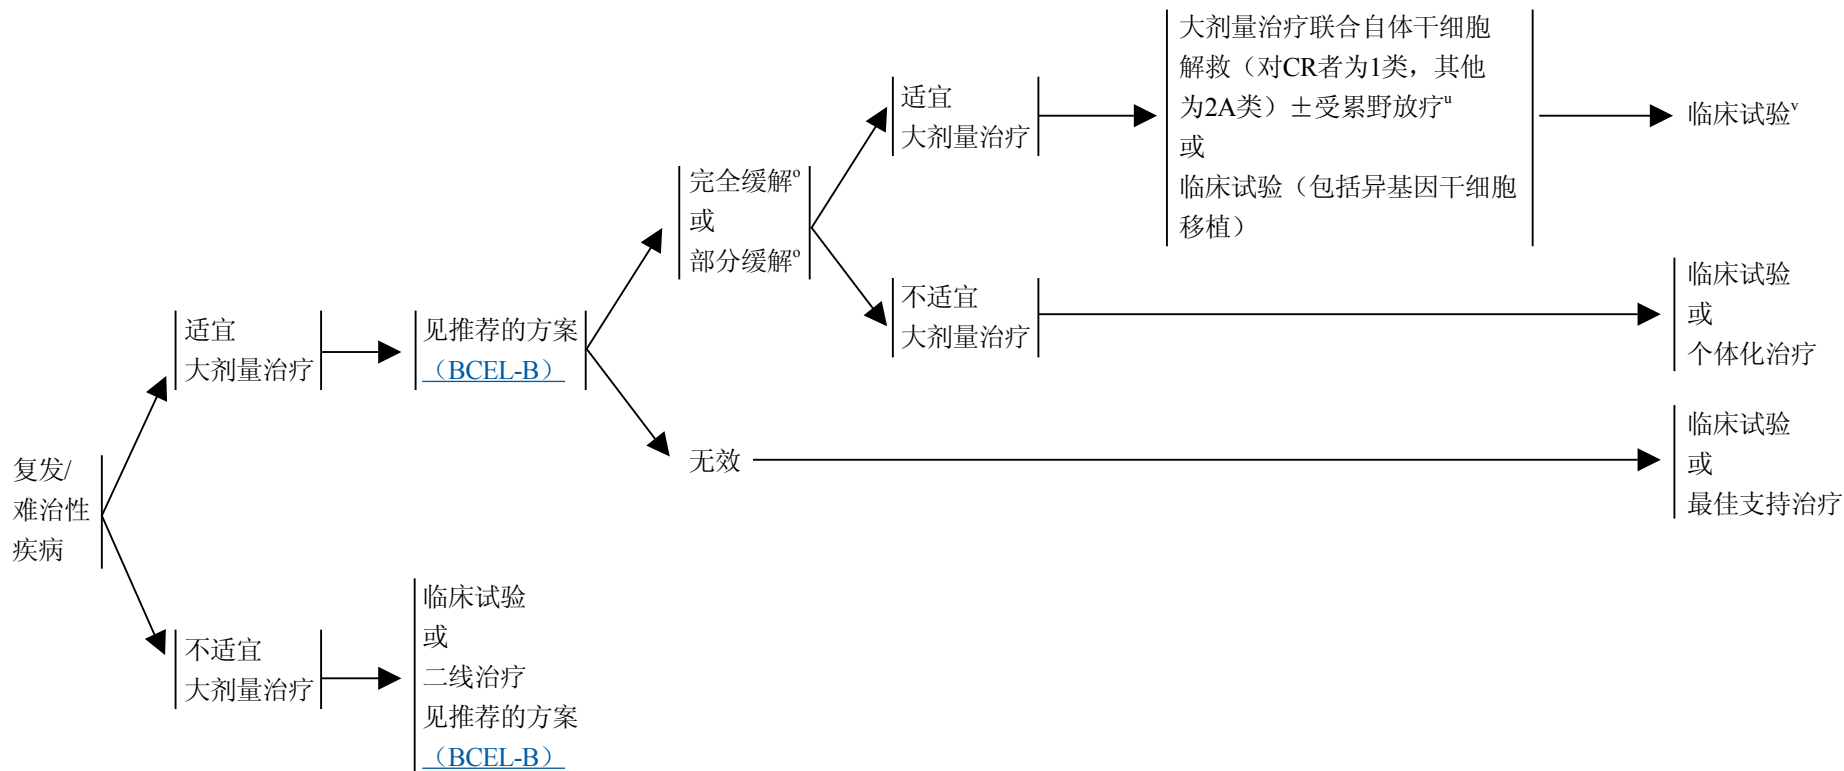 复发/
难治性
疾病
适宜
大剂量治疗
不适宜
大剂量治疗
见推荐的方案
（BCEL-B）
临床试验
或
二线治疗
见推荐的方案
（BCEL-B）
完全缓解º
或
部分缓解º
无效
适宜
大剂量治疗
不适宜
大剂量治疗
大剂量治疗联合自体干细胞
解救（对CR者为1类，其他
为2A类）±受累野放疗ᵘ
或
临床试验（包括异基因干细胞
移植）
临床试验ᵛ
临床试验
或
个体化治疗
临床试验
或
最佳支持治疗